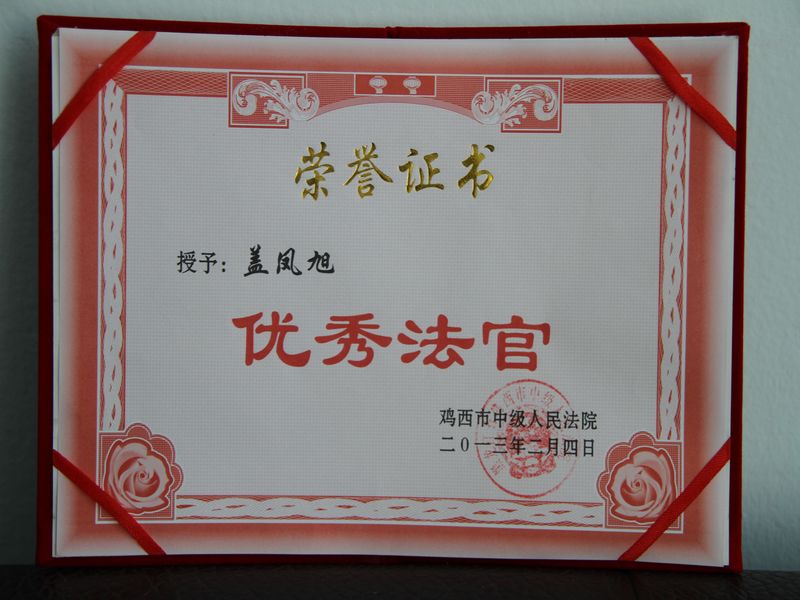 荣誉证书
授予：盖凤旭
优秀法官
鸡西市中级人民法院
二0一三年二月四日